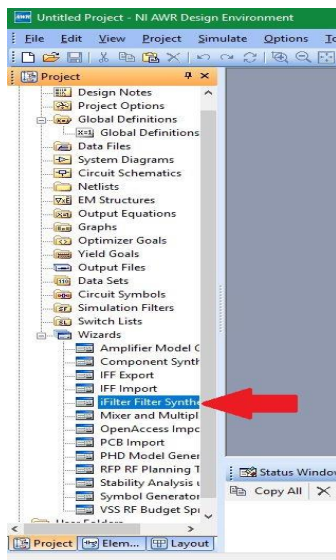 Untitled Project - NI AWR Design Environment
File Edit View Project Simulate Options
Project
Design Notes
Project Options
Global Definitions
Global Definitions
Data Files
System Diagrams
Circuit Schematics
Netlists
EM Structures
Output Equations
Graphs
Optimizer Goals
Yield Goals
Output Files
Data Sets
Circuit Symbols
Simulation Filters
Switch Lists
Wizards
Amplifier Model C
Component Synth
IFF Export
IFF Import
iFilter Filter Synthe
Mixer and Multipl
OpenAccess Impo
PCB Import
PHD Model Gener
RFP RF Planning T
Stability Analysis
Symbol Generator
VSS RF Budget Spr
Status Window
Copy All
Project Elem... Layout